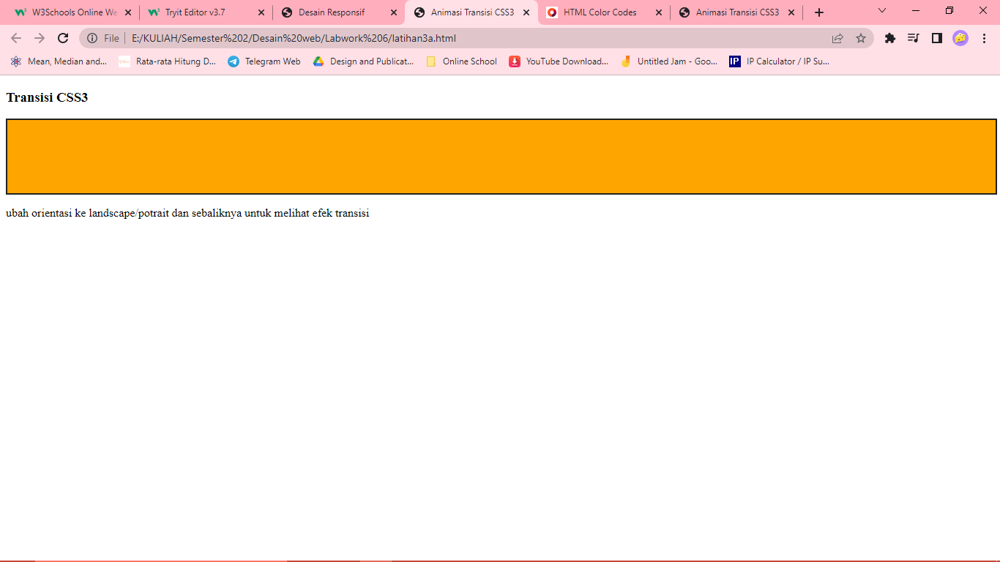 W3Schools Online We
Tryit Editor v3.7
Desain Responsif
Animasi Transisi CSS3
HTML Color Codes
Animasi Transisi CSS3
File
E:/KULIAH/Semester%202/Desain%20web/Labwork%206/latihan3a.html
Mean, Median and...
Rata-rata Hitung D...
Telegram Web
Design and Publicat...
Online School
YouTube Download...
Untitled Jam - Goo...
IP
IP Calculator / IP Su...
Transisi CSS3
ubah orientasi ke landscape/potrait dan sebaliknya untuk melihat efek transisi